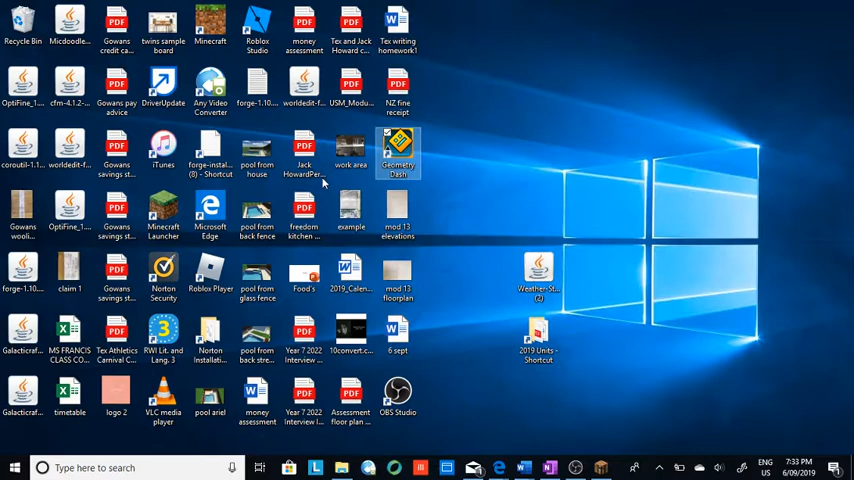 Recycle Bin
Micdoodle...
Gowans
credit ca...
twins sample
board
Minecraft
Roblox
Studio
money
assessment
Tex and Jack
Howard c...
Tex writing
homework1
OptiFine_1....
cfm-4.1.2-...
Gowans
pay advice
DriverUpdate
Any Video
Converter
forge-1.10....
worldedit-f...
USM_Modu...
NZ fine
receipt
coroutil-1.1...
worldedit-f...
Gowans
savings st...
iTunes
forge-instal...
(8) - Shortcut
pool from
house
Jack
HowardPer...
work area
Geometry
Dash
Gowans
wooli...
OptiFine_1....
Gowans
savings st...
Minecraft
Launcher
Microsoft
Edge
pool from
back fence
freedom
kitchen ...
example
mod 13
elevations
forge-1.10....
claim 1
Gowans
savings st...
Norton
Security
Roblox Player
pool from
glass fence
Food's
2019_Calen...
mod 13
floorplan
Weather-St...
(2)
Galacticraf...
MS FRANCIS
CLASS CO...
Tex Athletics
Carnival C...
RWI Lit. and
Lang. 3
Norton
Installati...
pool from
back stre...
Year 7 2022
Interview ...
10convert.c...
6 sept
2019 Units -
Shortcut
Galacticraf...
timetable
logo 2
VLC media
player
pool ariel
money
assessment
Year 7 2022
Interview I...
Assessment
floor plan ...
OBS Studio
Type here to search
ENG
US
7:33 PM
6/09/2019